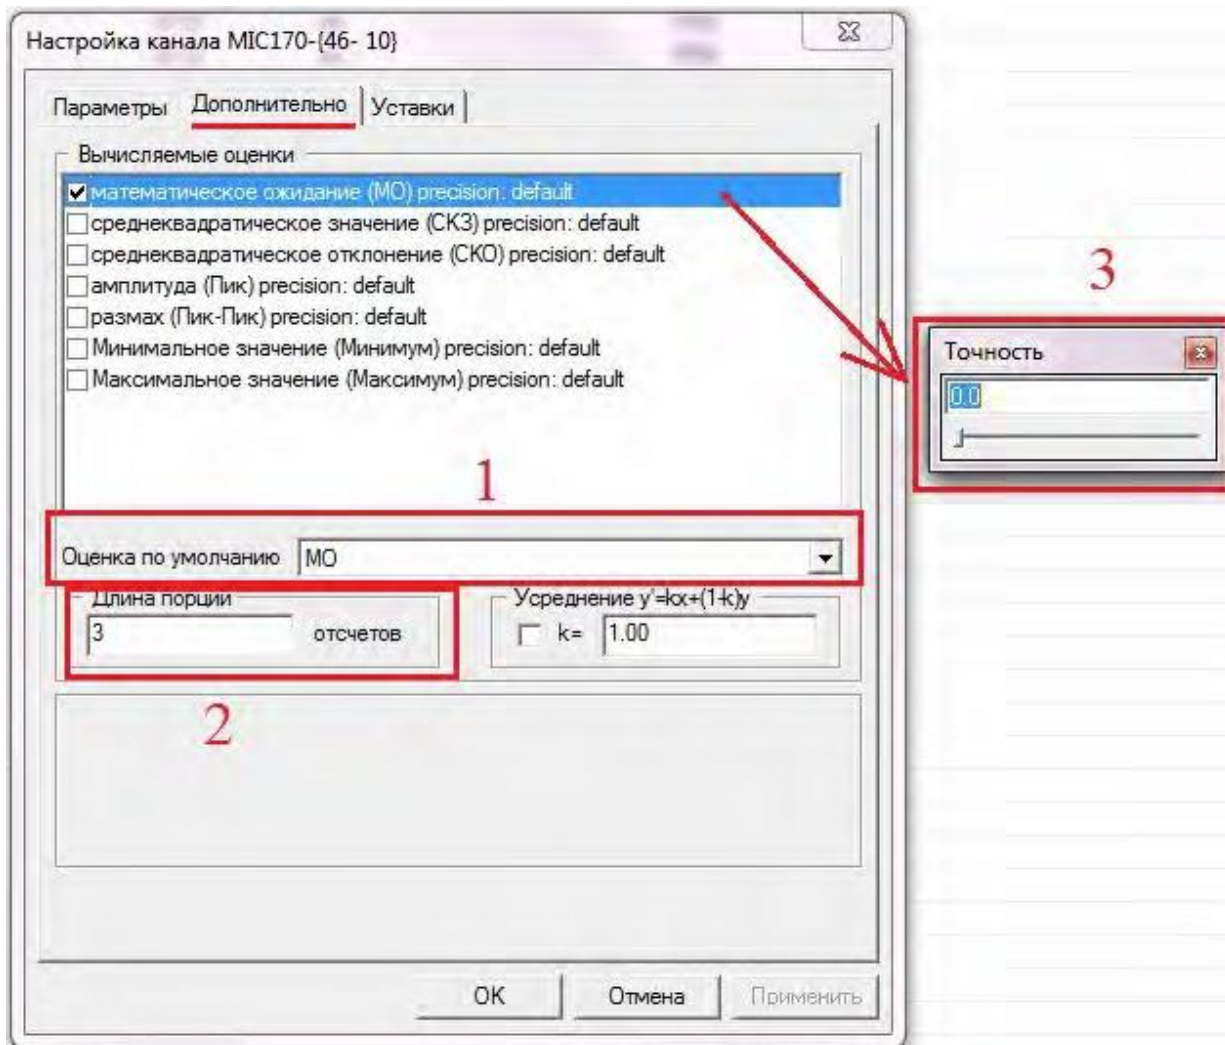 Настройка канала MIC170-{46- 10}
Параметры Дополнительно Уставки
Вычисляемые оценки
математическое ожидание (МО) precision: default
среднеквадратическое значение (СКЗ) precision: default
среднеквадратическое отклонение (СКО) precision: default
амплитуда (Пик) precision: default
размах (Пик-Пик) precision: default
Минимальное значение (Минимум) precision: default
Максимальное значение (Максимум) precision: default
3
Точность
0.0
1
Оценка по умолчанию МО
Длина порции
3 отсчетов
Усреднение y'=kx+(1-k)y
k= 1.00
2
OK Отмена Применить